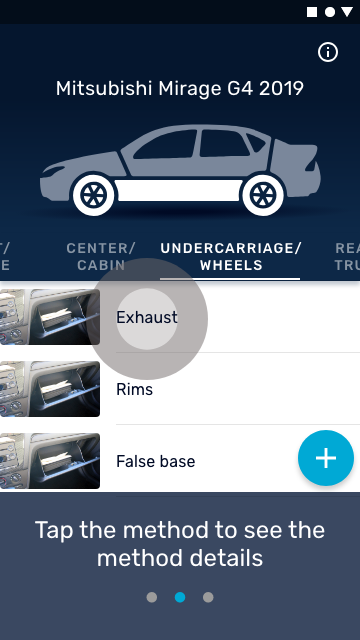 Mitsubishi Mirage G4 2019
T/
E
CENTER/
CABIN
UNDERCARRIAGE/
WHEELS
REA
TRU
Exhaust
Rims
False base
Tap the method to see the
method details